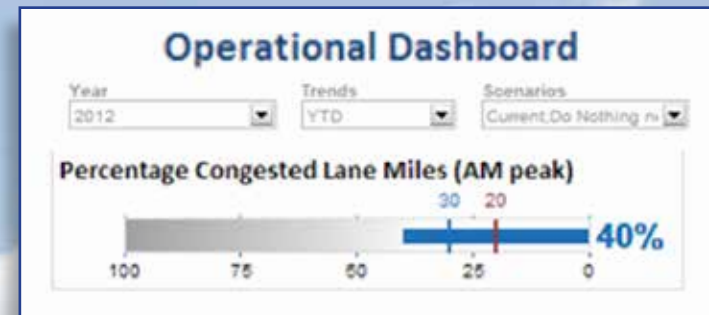 Operational Dashboard
Year Trends Scenarios
2012 YTD Current,Do Nothing
Percentage Congested Lane Miles (AM peak)
30 20
40%
100 75 50 25 0